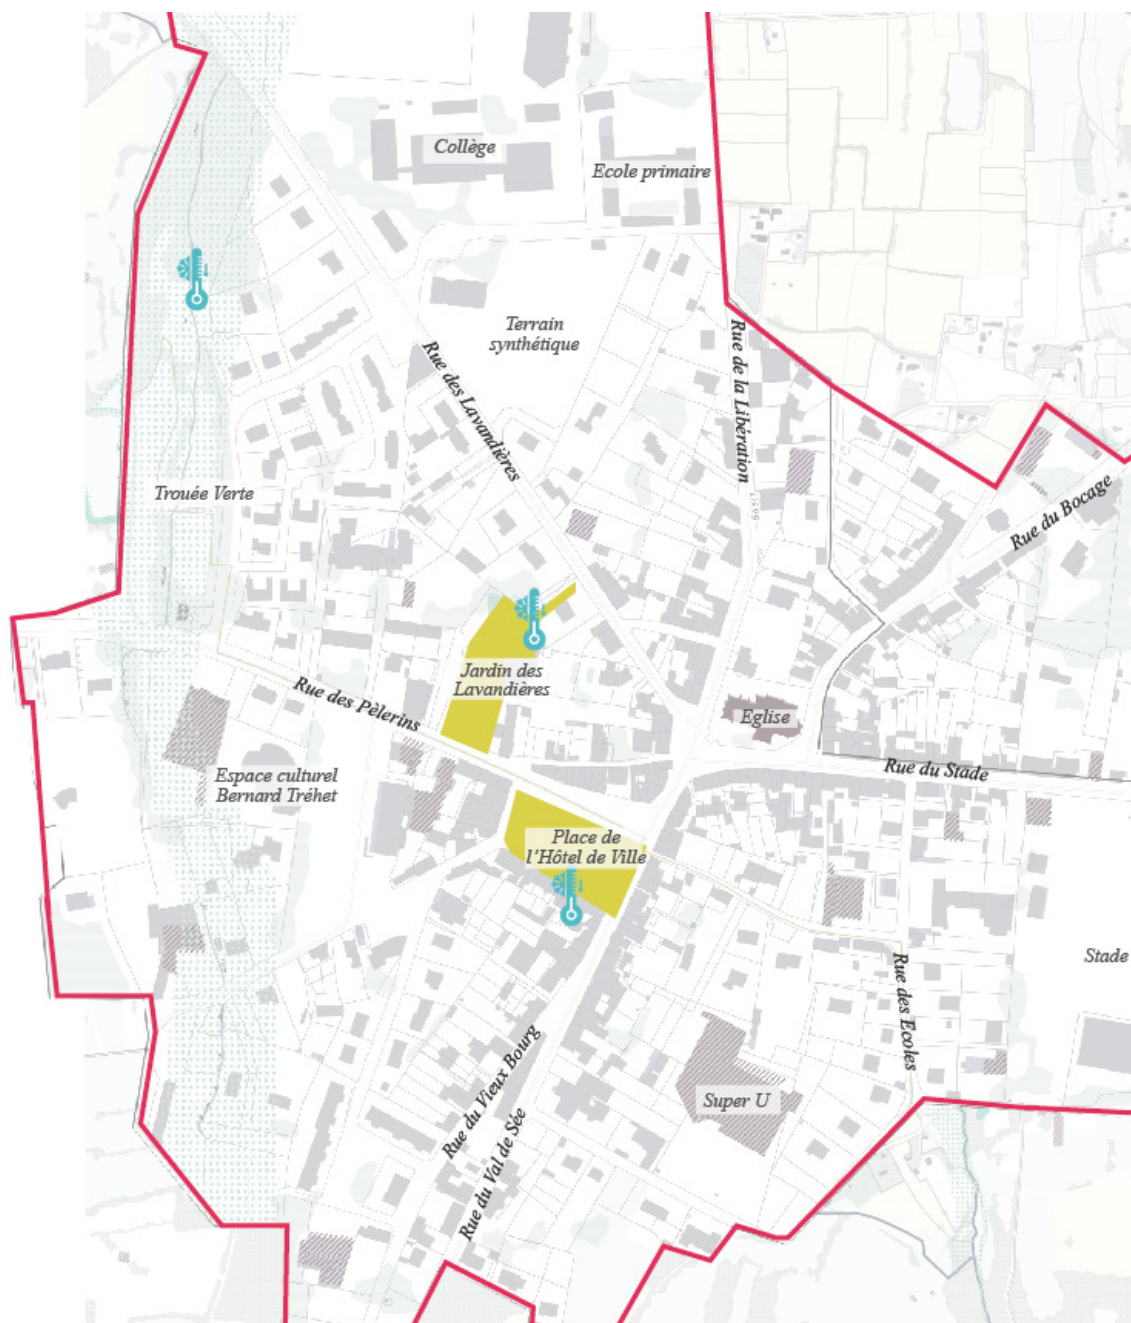 Collège
Ecole primaire
Terrain
synthétique
Rue des Lavandières
Rue de la Libération
Trouée Verte
Rue du Bocage
Jardin des
Lavandières
Rue des Pèlerins
Eglise
Espace culturel
Bernard Tréhet
Rue du Stade
Place de
l'Hôtel de Ville
Stade
Rue des Ecoles
Rue du Vieux Bourg
Super U
Rue du Val de Sée